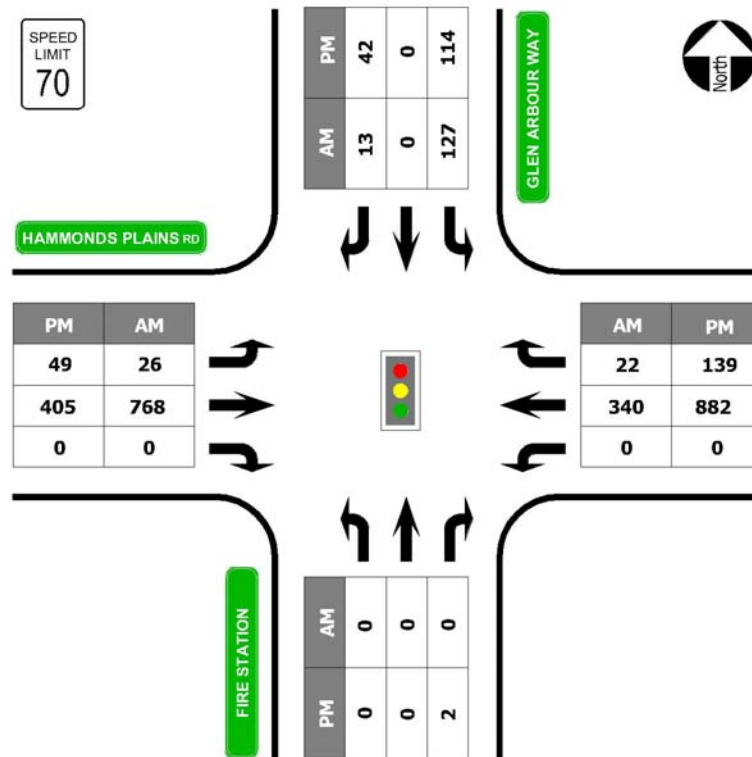 SPEED
LIMIT
70
PM 42 0 114
AM 13 0 127
GLEN ARBOUR WAY
North
HAMMONDS PLAINS RD
PM AM
49 26
405 768
0 0
AM PM
22 139
340 882
0 0
FIRE STATION
AM 0 0 0
PM 0 0 2